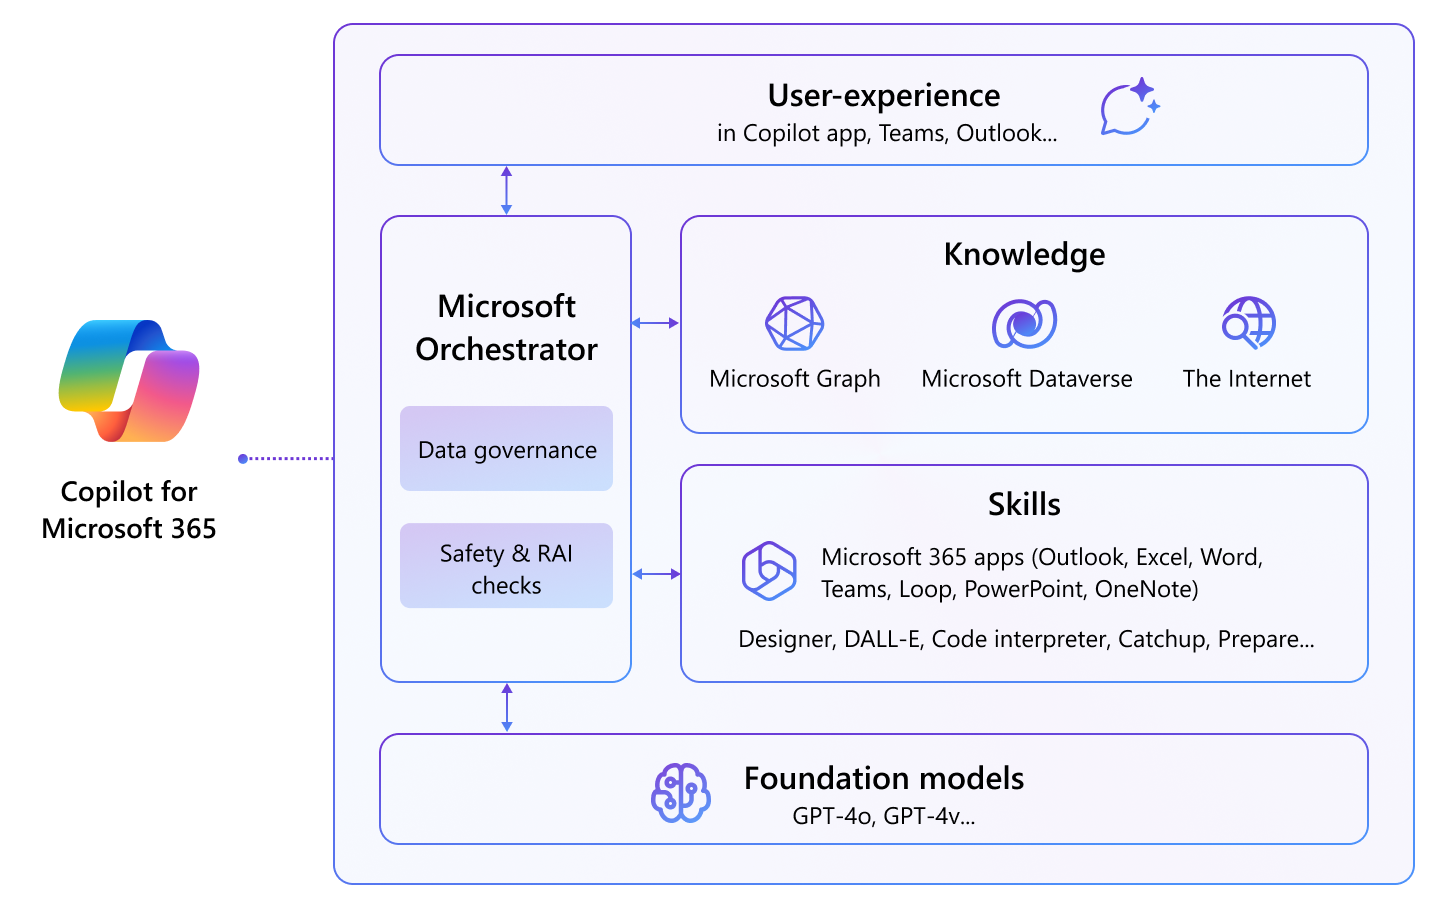 User-experience
in Copilot app, Teams, Outlook...
Microsoft
Orchestrator
Data governance
Safety & RAI
checks
Knowledge
Microsoft Graph
Microsoft Dataverse
The Internet
Skills
Microsoft 365 apps (Outlook, Excel, Word,
Teams, Loop, PowerPoint, OneNote)
Designer, DALL-E, Code interpreter, Catchup, Prepare...
Foundation models
GPT-4o, GPT-4v...
Copilot for
Microsoft 365